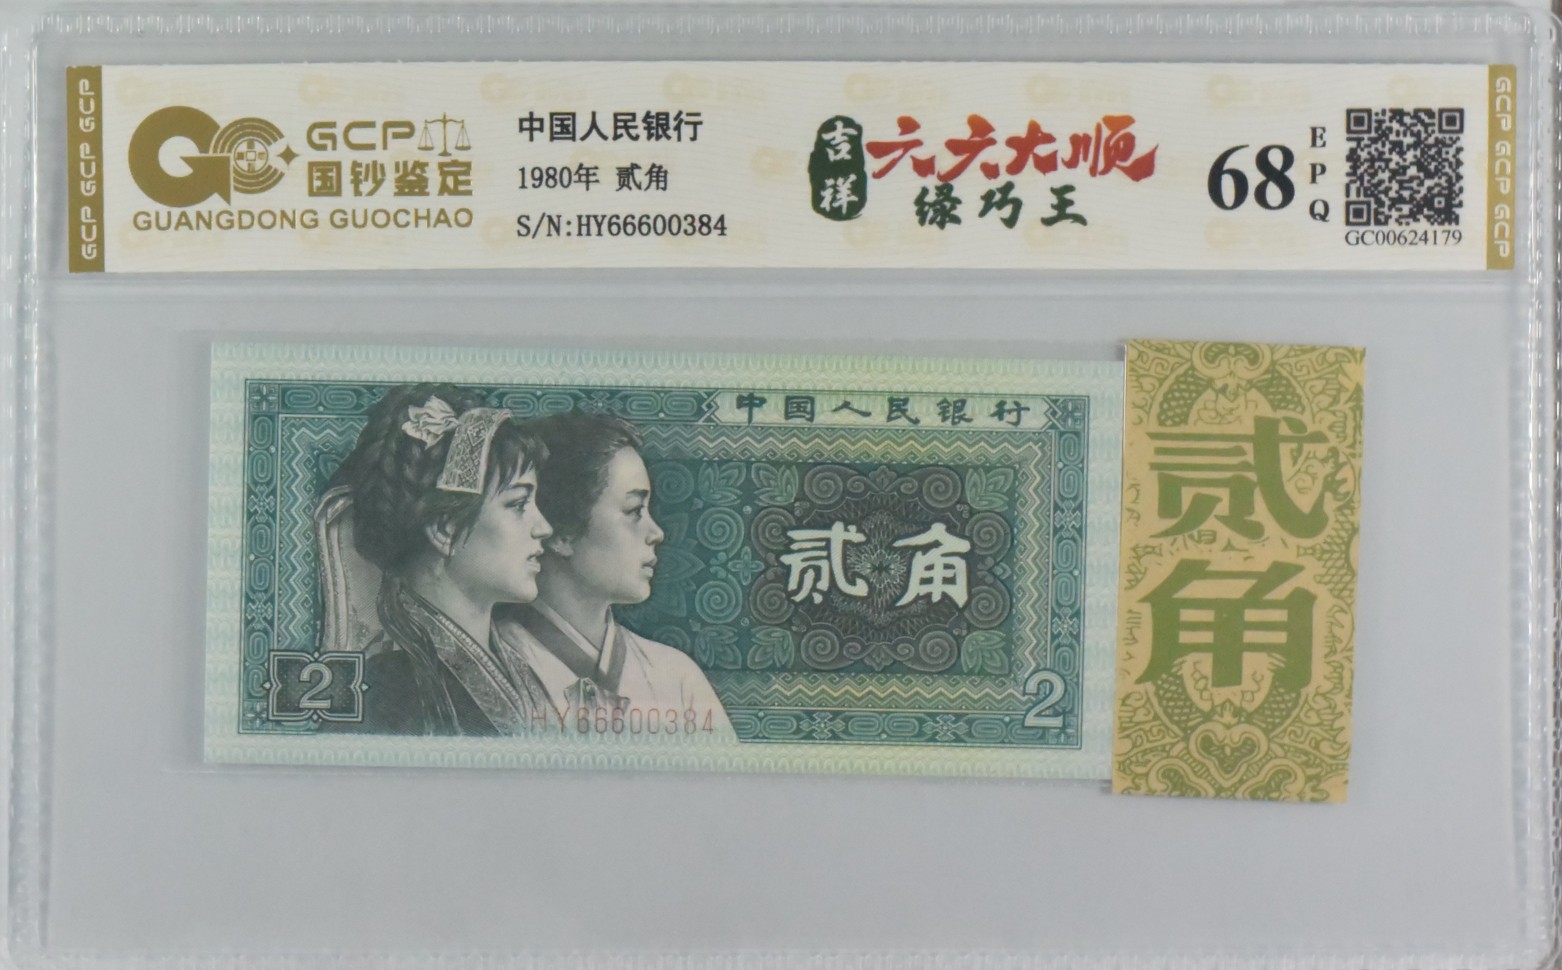 GCP GCP GCP
GCP
国钞鉴定
GUANGDONG GUOCHAO
中国人民银行
1980年 贰角
S/N:HY66600384
吉祥
六六大顺
绿巧王
68
EPQ
GC00624179
GCP GCP GCP
中国人民银行
贰角
2
2
HY66600384
贰角